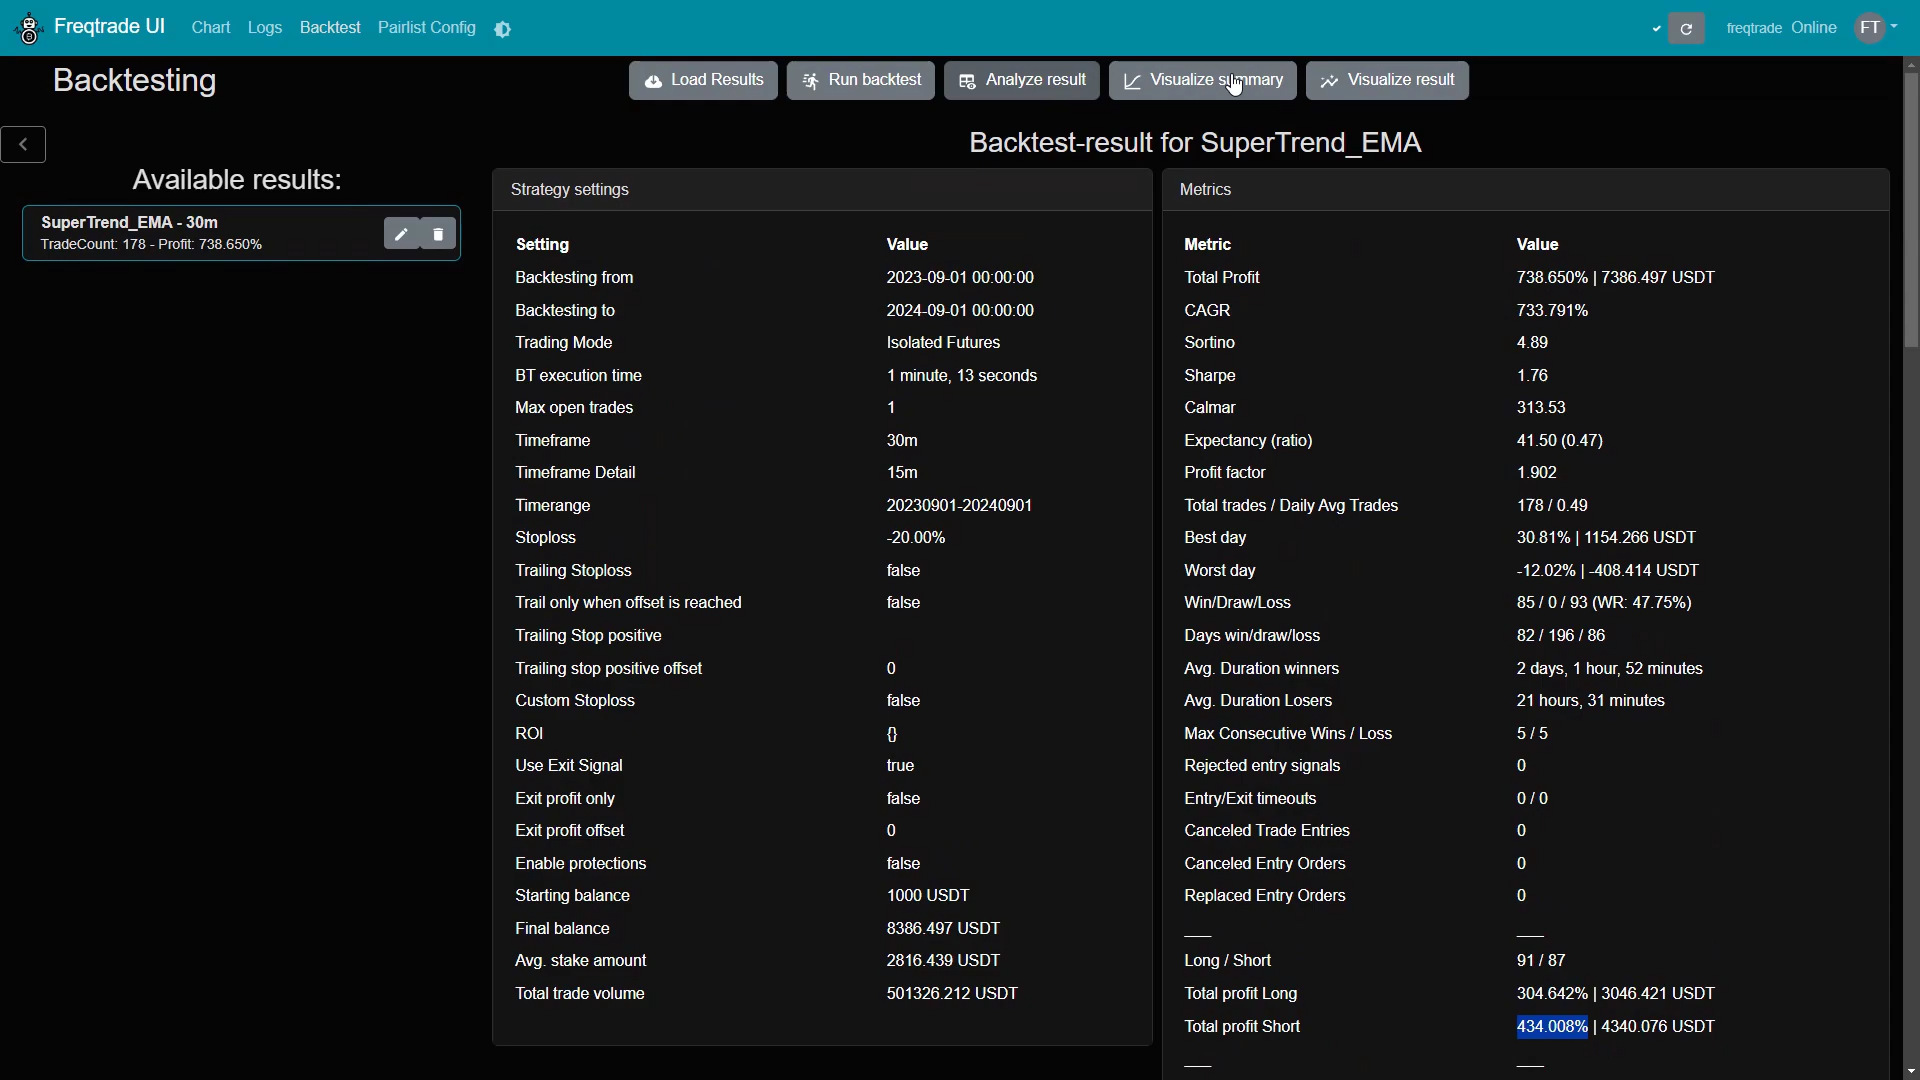 Freqtrade UI Chart Logs Backtest Pairlist Config freqtrade Online FT
Backtesting
Load Results Run backtest Analyze result Visualize summary Visualize result
Backtest-result for SuperTrend_EMA
Available results:
SuperTrend_EMA - 30m
TradeCount: 178 - Profit: 738.650%
Strategy settings
Setting Value
Backtesting from 2023-09-01 00:00:00
Backtesting to 2024-09-01 00:00:00
Trading Mode Isolated Futures
BT execution time 1 minute, 13 seconds
Max open trades 1
Timeframe 30m
Timeframe Detail 15m
Timerange 20230901-20240901
Stoploss -20.00%
Trailing Stoploss false
Trail only when offset is reached false
Trailing Stop positive
Trailing stop positive offset 0
Custom Stoploss false
ROI {}
Use Exit Signal true
Exit profit only false
Exit profit offset 0
Enable protections false
Starting balance 1000 USDT
Final balance 8386.497 USDT
Avg. stake amount 2816.439 USDT
Total trade volume 501326.212 USDT
Metrics
Metric Value
Total Profit 738.650% | 7386.497 USDT
CAGR 733.791%
Sortino 4.89
Sharpe 1.76
Calmar 313.53
Expectancy (ratio) 41.50 (0.47)
Profit factor 1.902
Total trades / Daily Avg Trades 178 / 0.49
Best day 30.81% | 1154.266 USDT
Worst day -12.02% | -408.414 USDT
Win/Draw/Loss 85 / 0 / 93 (WR: 47.75%)
Days win/draw/loss 82 / 196 / 86
Avg. Duration winners 2 days, 1 hour, 52 minutes
Avg. Duration Losers 21 hours, 31 minutes
Max Consecutive Wins / Loss 5 / 5
Rejected entry signals 0
Entry/Exit timeouts 0 / 0
Canceled Trade Entries 0
Canceled Entry Orders 0
Replaced Entry Orders 0
___ ___
Long / Short 91 / 87
Total profit Long 304.642% | 3046.421 USDT
Total profit Short 434.008% | 4340.076 USDT
___ ___